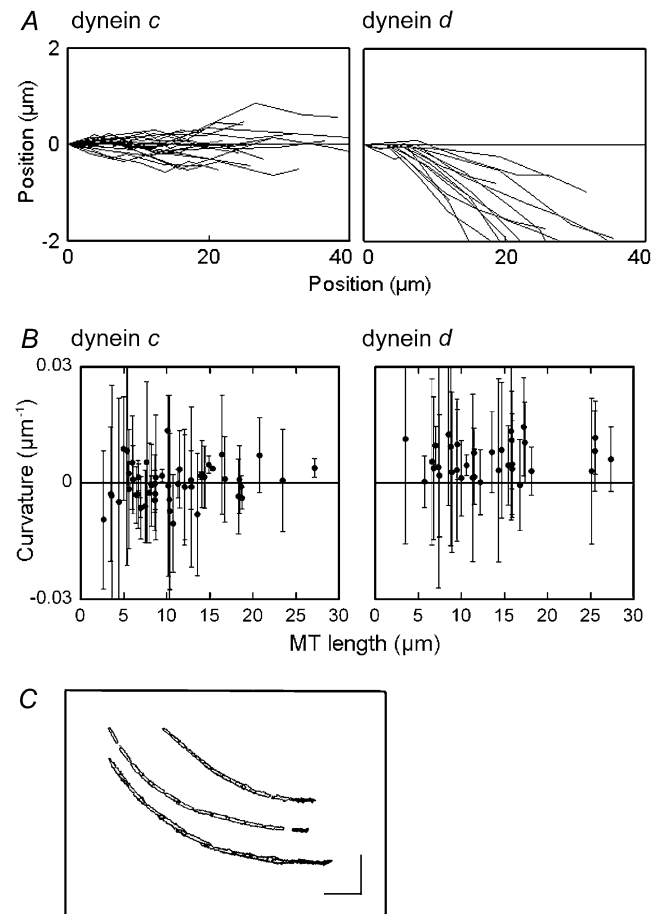 A dynein c dynein d
2
0
-2
Position (µm)
0 20 40 0 20 40
Position (µm)
B dynein c dynein d
0.03
0
-0.03
Curvature (µm⁻¹)
0 5 10 15 20 25 30 0 5 10 15 20 25 30
MT length (µm)
C